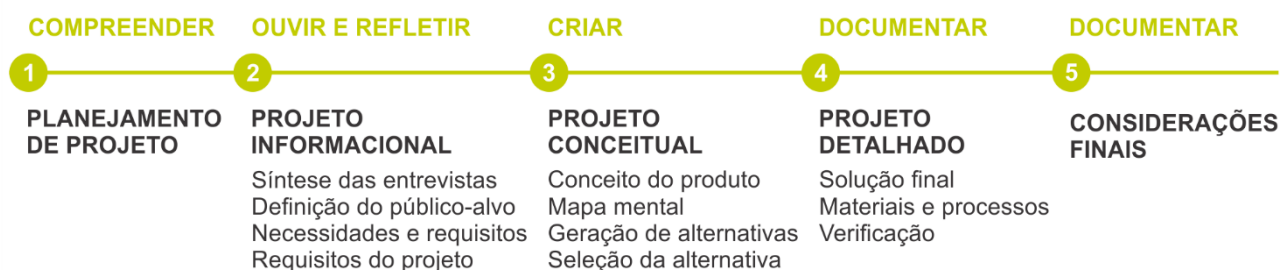 COMPREENDER
OUVIR E REFLETIR
CRIAR
DOCUMENTAR
DOCUMENTAR
1
2
3
4
5
PLANEJAMENTO
DE PROJETO
PROJETO
INFORMACIONAL
Síntese das entrevistas
Definição do público-alvo
Necessidades e requisitos
Requisitos do projeto
PROJETO
CONCEITUAL
Conceito do produto
Mapa mental
Geração de alternativas
Seleção da alternativa
PROJETO
DETALHADO
Solução final
Materiais e processos
Verificação
CONSIDERAÇÕES
FINAIS